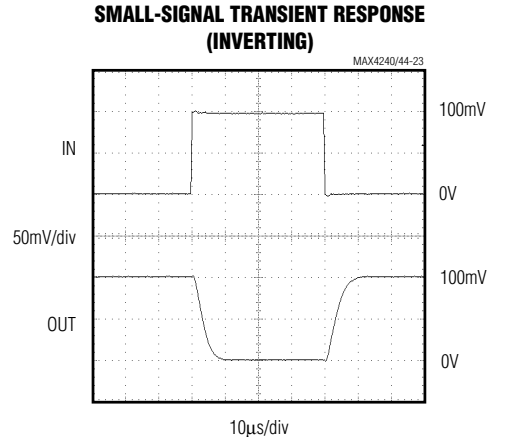 SMALL-SIGNAL TRANSIENT RESPONSE
(INVERTING)
MAX4240/44-23
100mV
IN
0V
50mV/div
100mV
OUT
0V
10μs/div